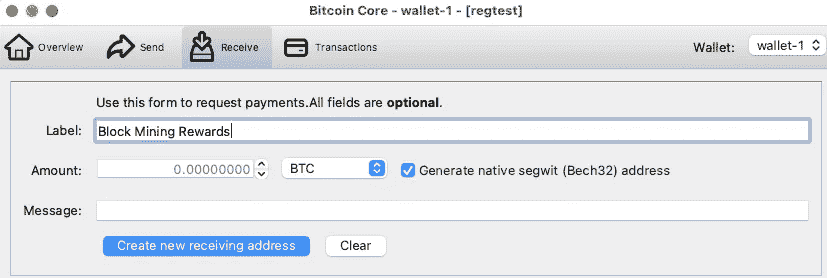 Bitcoin Core - wallet-1 - [regtest]
Overview Send Receive Transactions Wallet: wallet-1
Use this form to request payments.All fields are optional.
Label: Block Mining Rewards
Amount: 0.00000000 BTC Generate native segwit (Bech32) address
Message:
Create new receiving address Clear